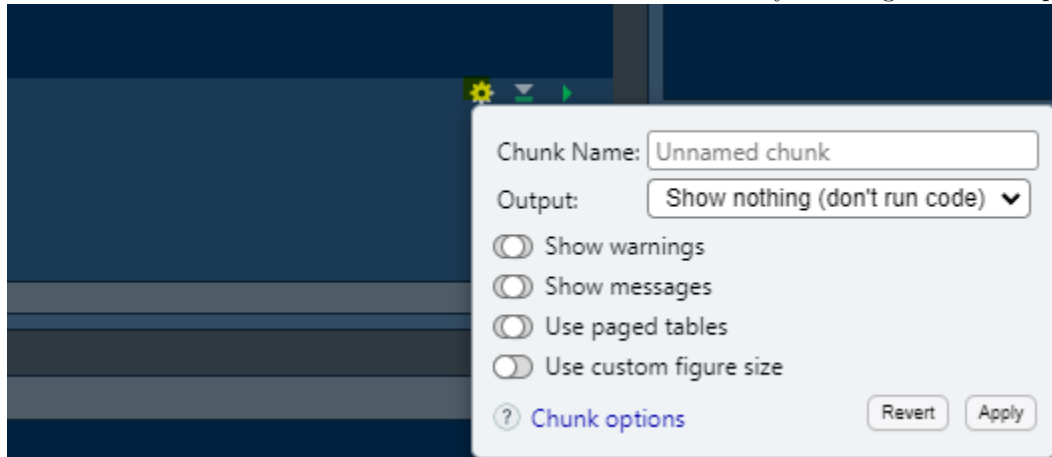 Chunk Name: Unnamed chunk
Output: Show nothing (don't run code)
Show warnings
Show messages
Use paged tables
Use custom figure size
? Chunk options Revert Apply